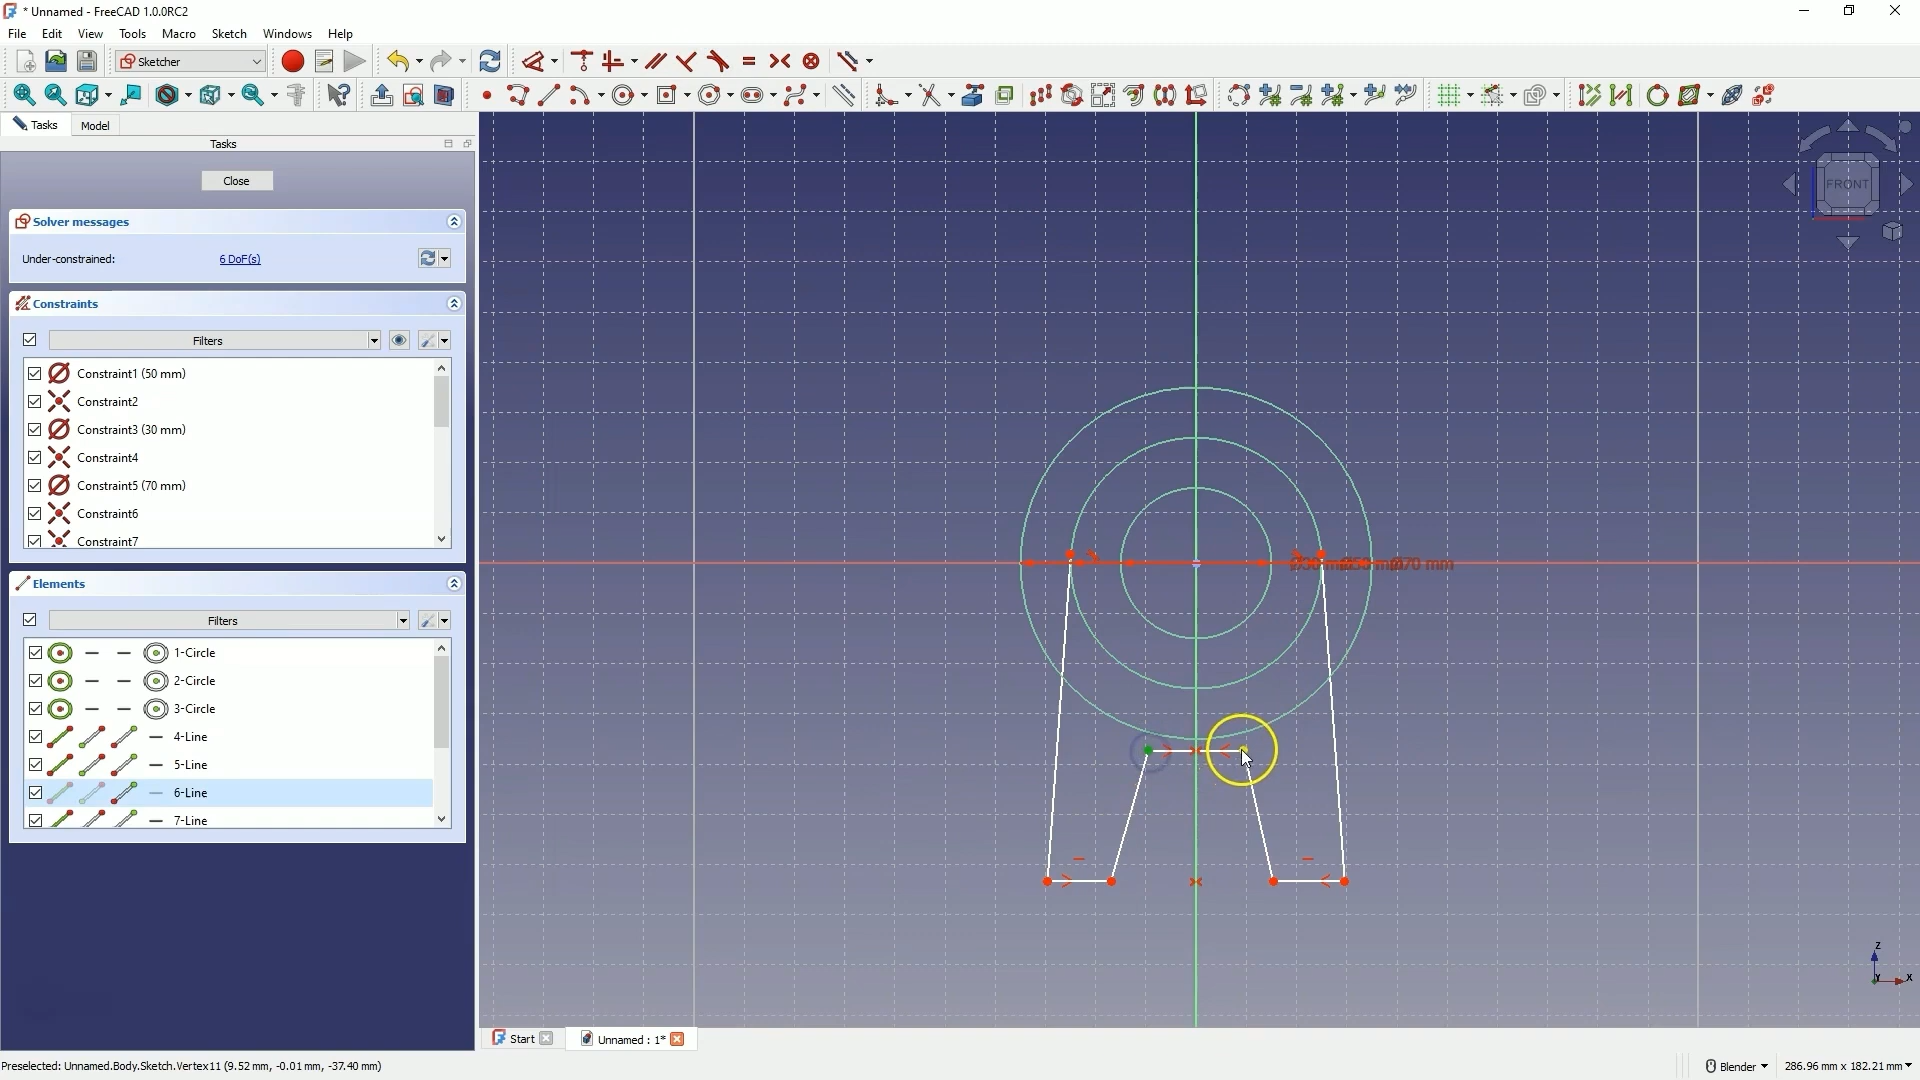 * Unnamed - FreeCAD 1.0.0RC2
File Edit View Tools Macro Sketch Windows Help
Sketcher
Tasks Model
Tasks
Close
Solver messages
Under-constrained: 6 DoF(s)
Constraints
Filters
Constraint1 (50 mm)
Constraint2
Constraint3 (30 mm)
Constraint4
Constraint5 (70 mm)
Constraint6
Constraint7
Elements
Filters
1-Circle
2-Circle
3-Circle
4-Line
5-Line
6-Line
7-Line
FRONT
Ø70 mm
Z
Y
X
Start Unnamed : 1*
Preselected: Unnamed.Body.Sketch.Vertex11 (9.52 mm, -0.01 mm, -37.40 mm)
Blender 286.96 mm x 182.21 mm